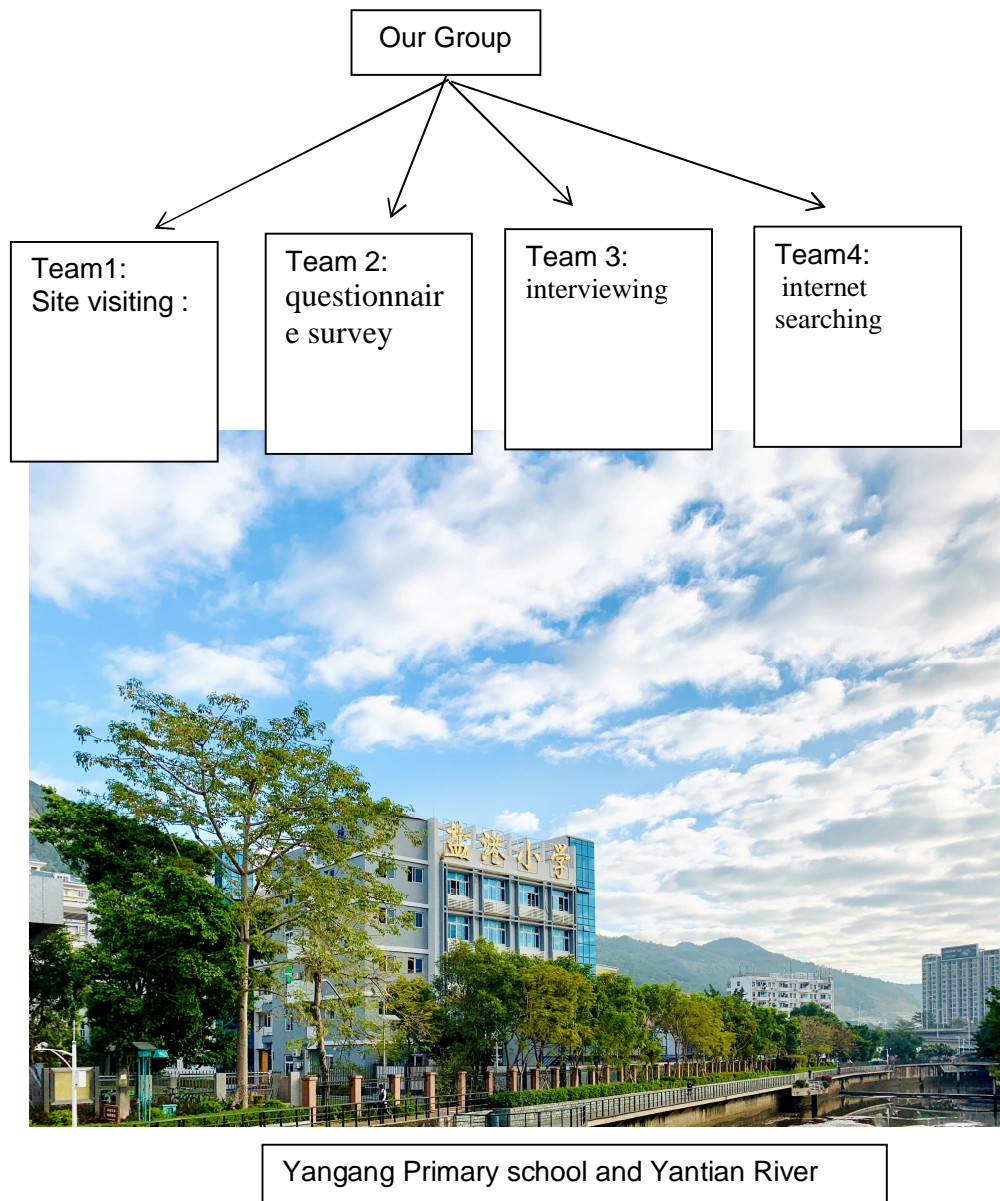 Our Group
Team1:
Site visiting :
Team 2:
questionnair
e survey
Team 3:
interviewing
Team4:
internet
searching
盐港小学
Yangang Primary school and Yantian River